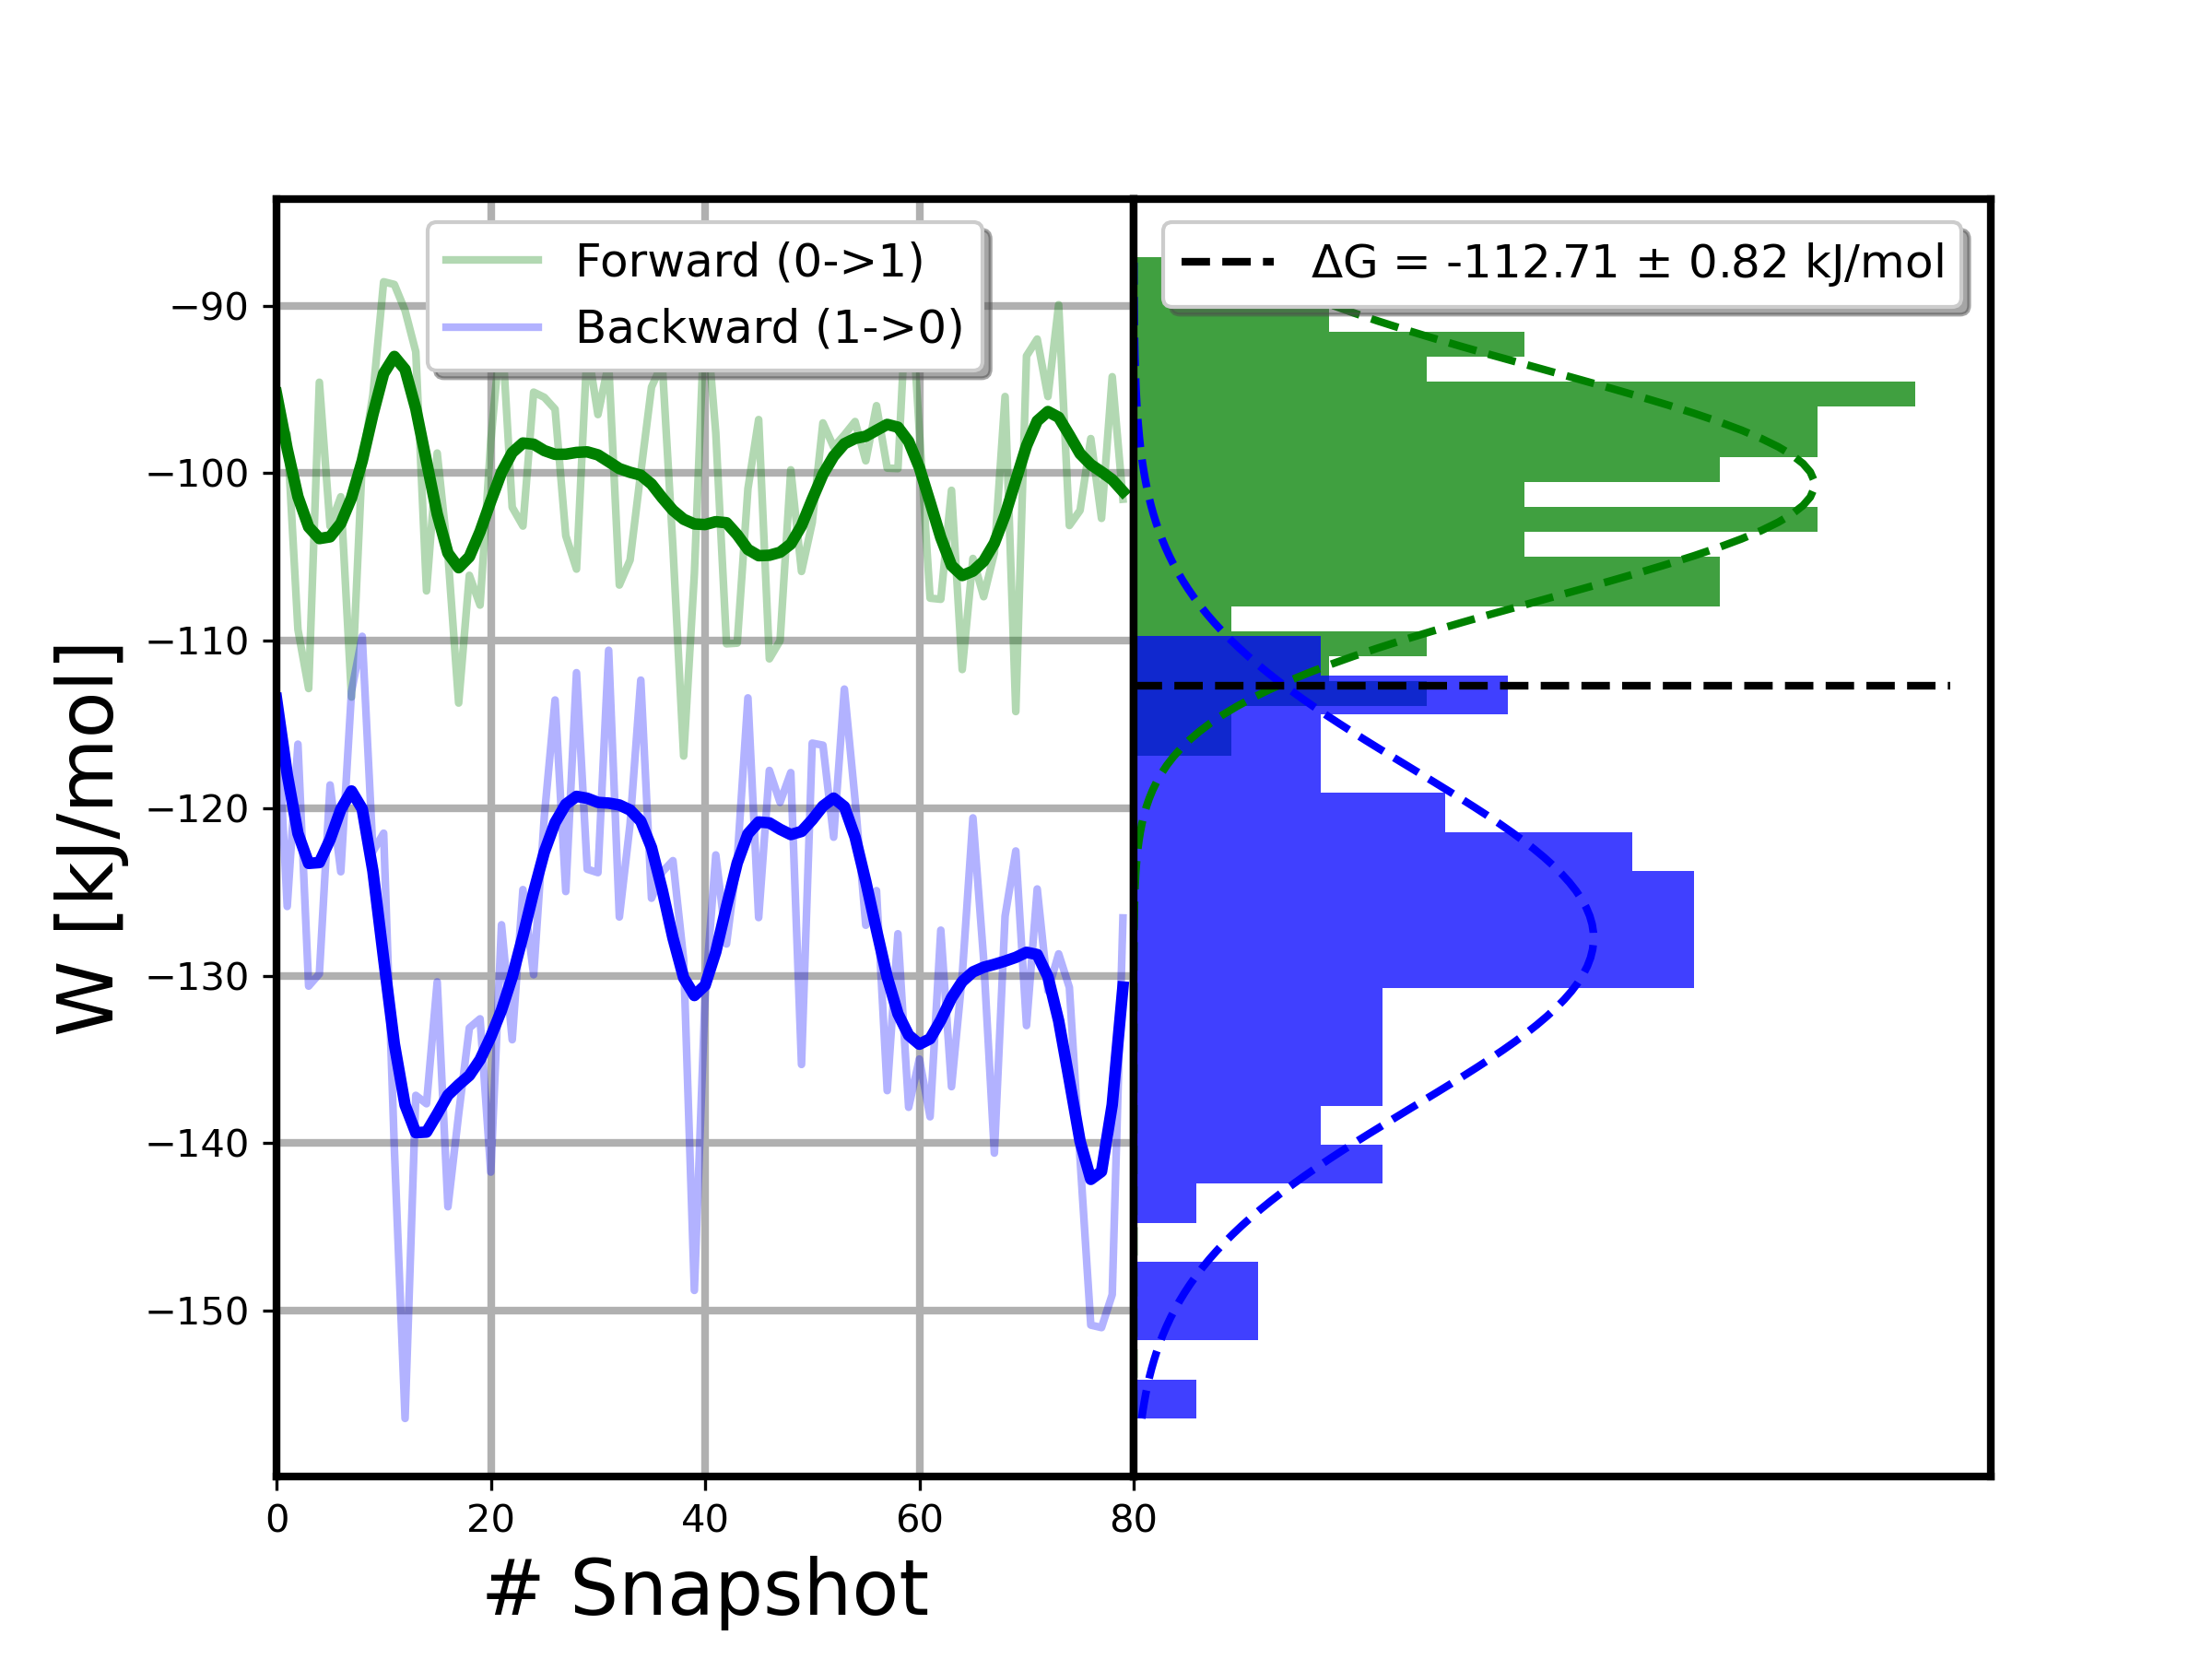 Forward (0->1)
Backward (1->0)
ΔG = -112.71 ± 0.82 kJ/mol
W [kJ/mol]
−90
−100
−110
−120
−130
−140
−150
0 20 40 60 80
# Snapshot